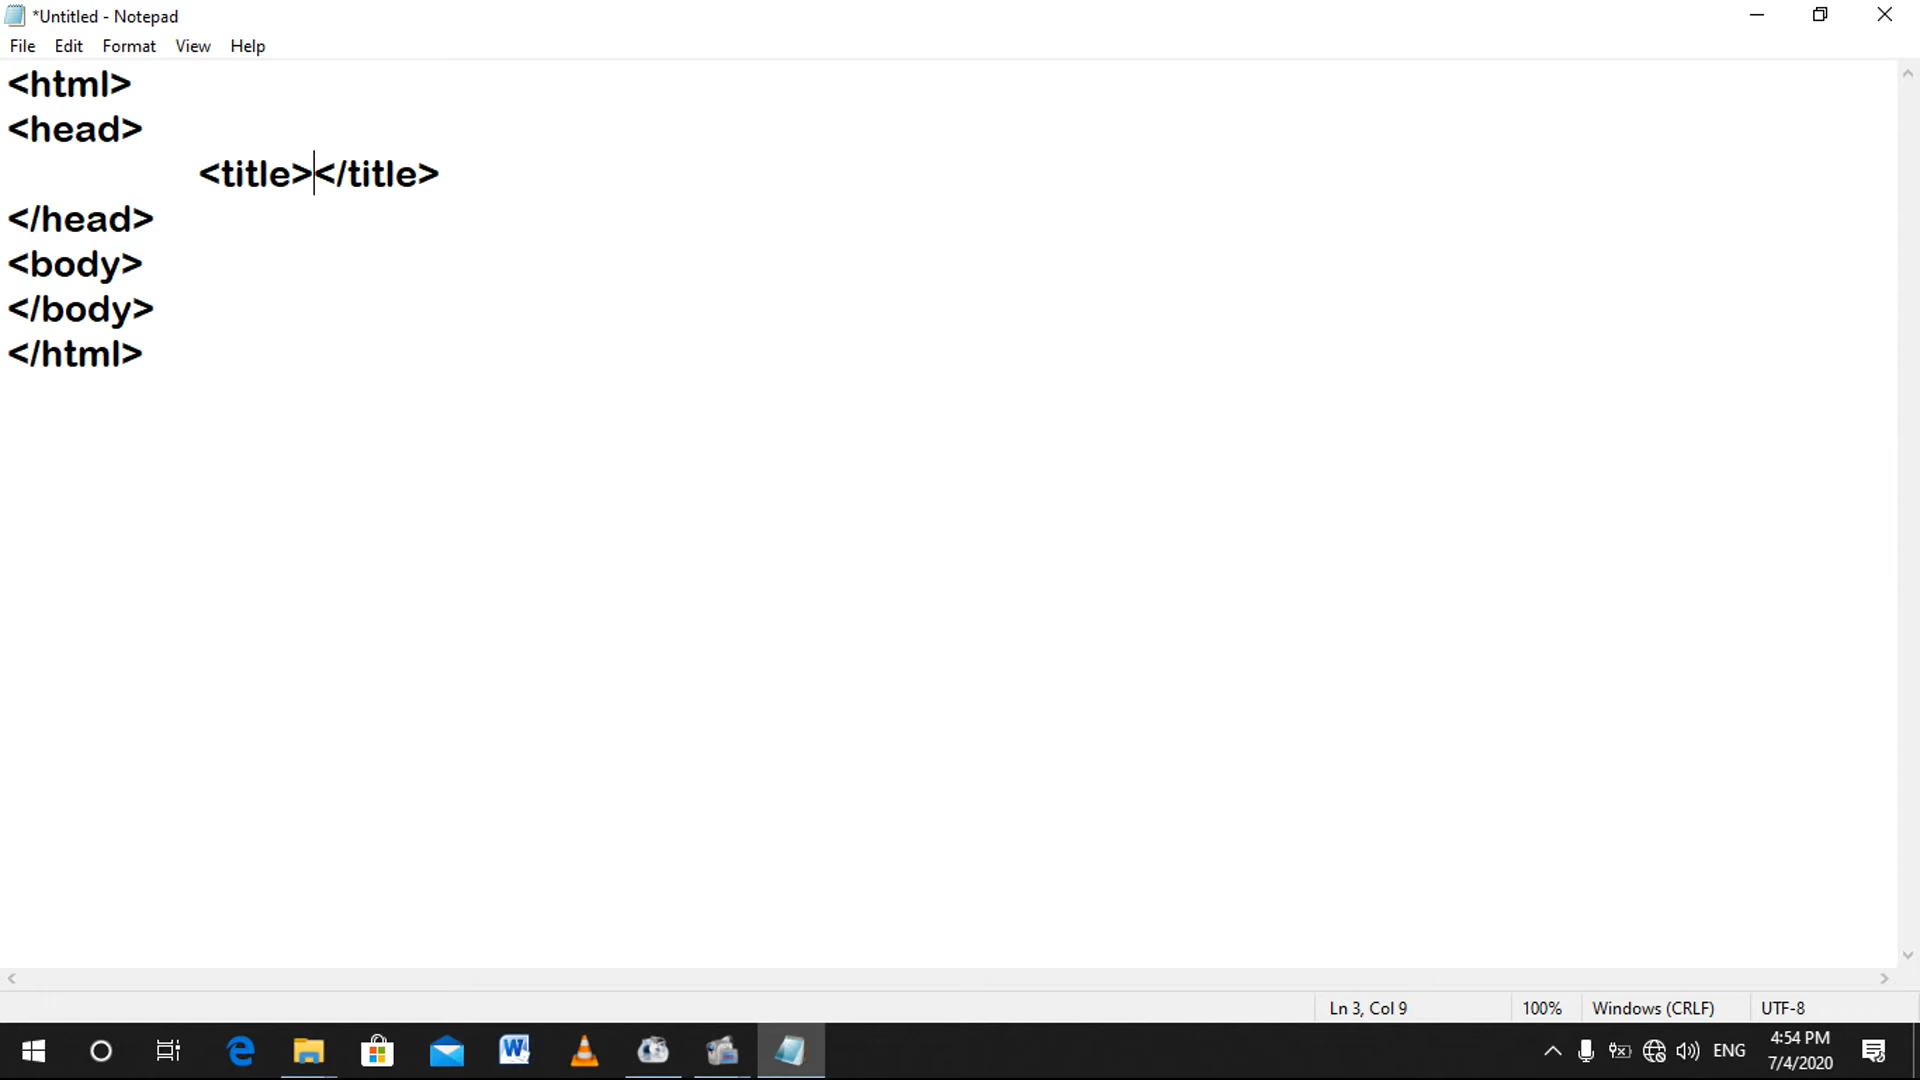 *Untitled - Notepad
File Edit Format View Help
<html>
<head>
<title></title>
</head>
<body>
</body>
</html>
Ln 3, Col 9 100% Windows (CRLF) UTF-8
ENG 4:54 PM
7/4/2020